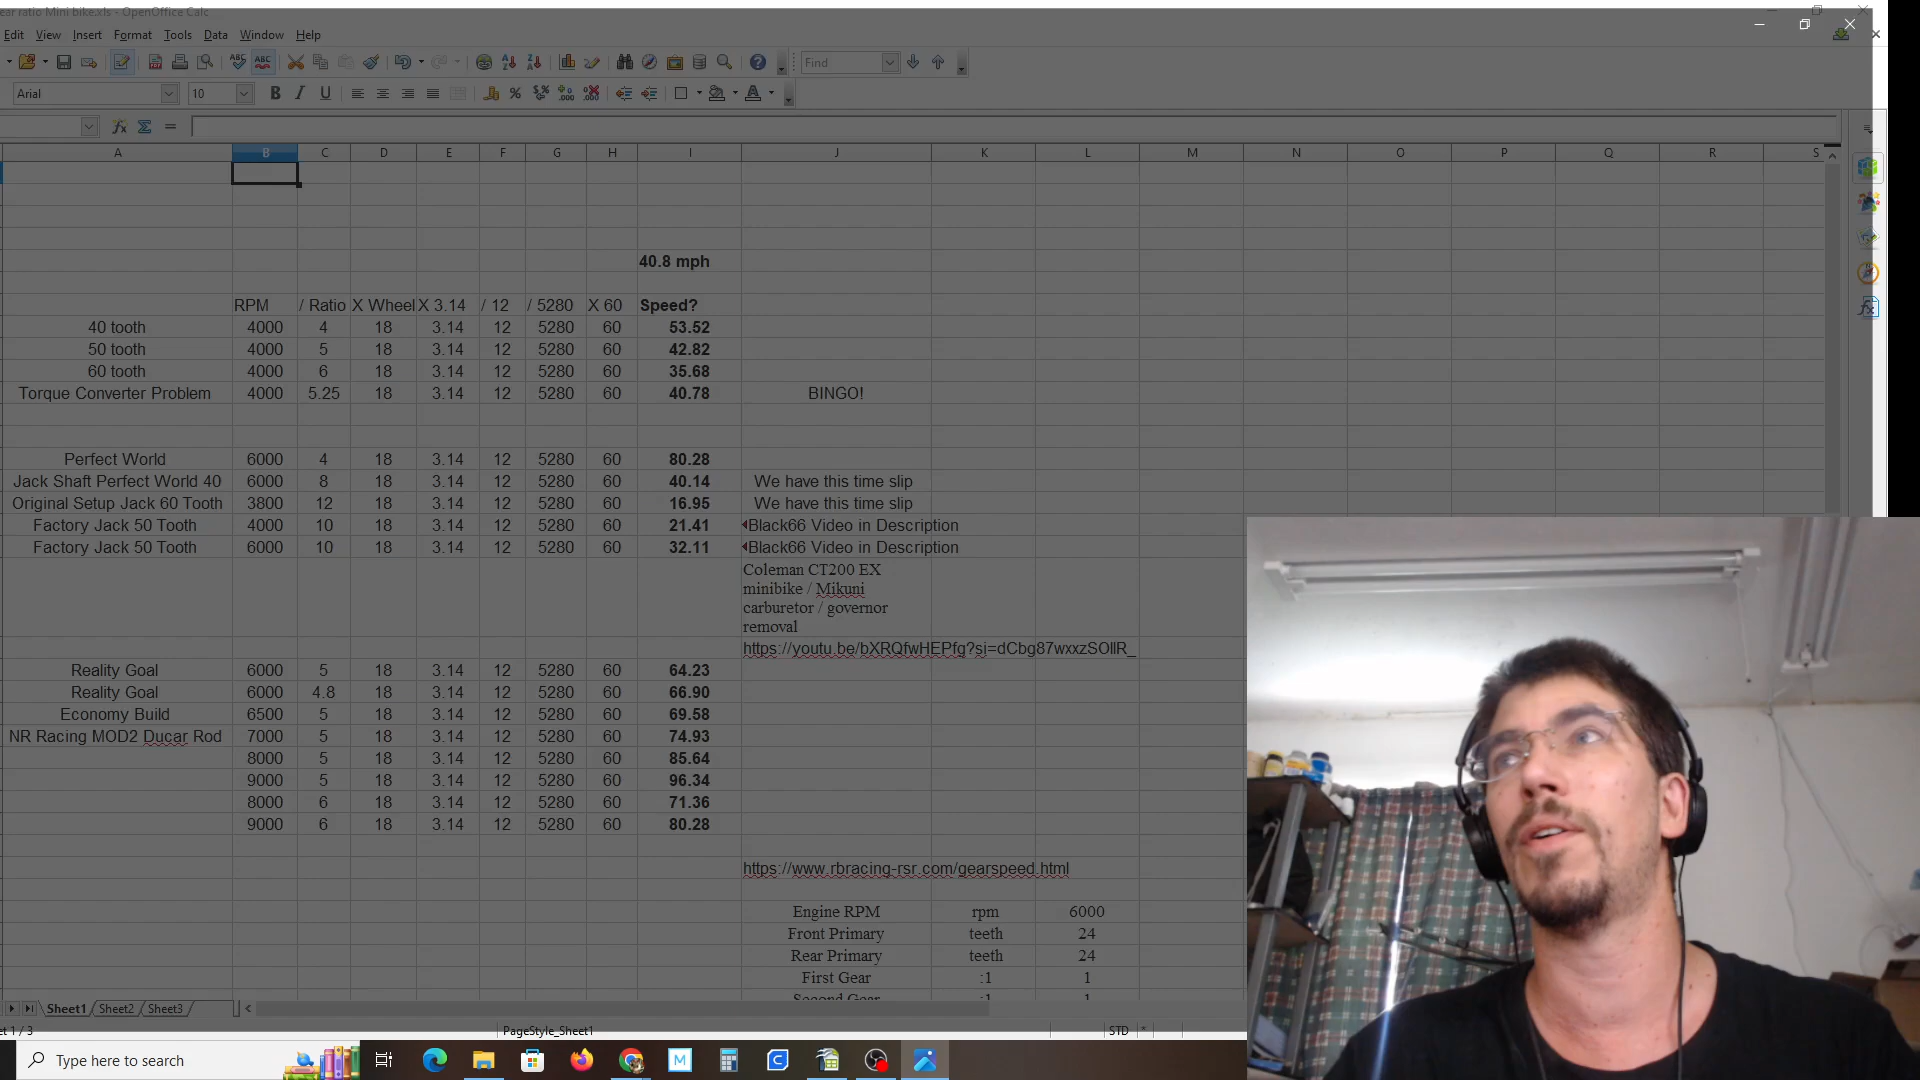 ear ratio Mini bike.xls - OpenOffice Calc
Edit View Insert Format Tools Data Window Help
Find
Arial 10
A B C D E F G H I J K L M N O P Q R S
40.8 mph
RPM / Ratio X Wheel X 3.14 / 12 / 5280 X 60 Speed?
40 tooth 4000 4 18 3.14 12 5280 60 53.52
50 tooth 4000 5 18 3.14 12 5280 60 42.82
60 tooth 4000 6 18 3.14 12 5280 60 35.68
Torque Converter Problem 4000 5.25 18 3.14 12 5280 60 40.78 BINGO!
Perfect World 6000 4 18 3.14 12 5280 60 80.28
Jack Shaft Perfect World 40 6000 8 18 3.14 12 5280 60 40.14 We have this time slip
Original Setup Jack 60 Tooth 3800 12 18 3.14 12 5280 60 16.95 We have this time slip
Factory Jack 50 Tooth 4000 10 18 3.14 12 5280 60 21.41 Black66 Video in Description
Factory Jack 50 Tooth 6000 10 18 3.14 12 5280 60 32.11 Black66 Video in Description
Coleman CT200 EX
minibike / Mikuni
carburetor / governor
removal
https://youtu.be/bXRQfwHEPfg?si=dCbg87wxxzSOllR_
Reality Goal 6000 5 18 3.14 12 5280 60 64.23
Reality Goal 6000 4.8 18 3.14 12 5280 60 66.90
Economy Build 6500 5 18 3.14 12 5280 60 69.58
NR Racing MOD2 Ducar Rod 7000 5 18 3.14 12 5280 60 74.93
8000 5 18 3.14 12 5280 60 85.64
9000 5 18 3.14 12 5280 60 96.34
8000 6 18 3.14 12 5280 60 71.36
9000 6 18 3.14 12 5280 60 80.28
https://www.rbracing-rsr.com/gearspeed.html
Engine RPM rpm 6000
Front Primary teeth 24
Rear Primary teeth 24
First Gear :1 1
Second Gear :1 1
Sheet1 Sheet2 Sheet3
et 1 / 3 PageStyle_Sheet1 STD *
Type here to search